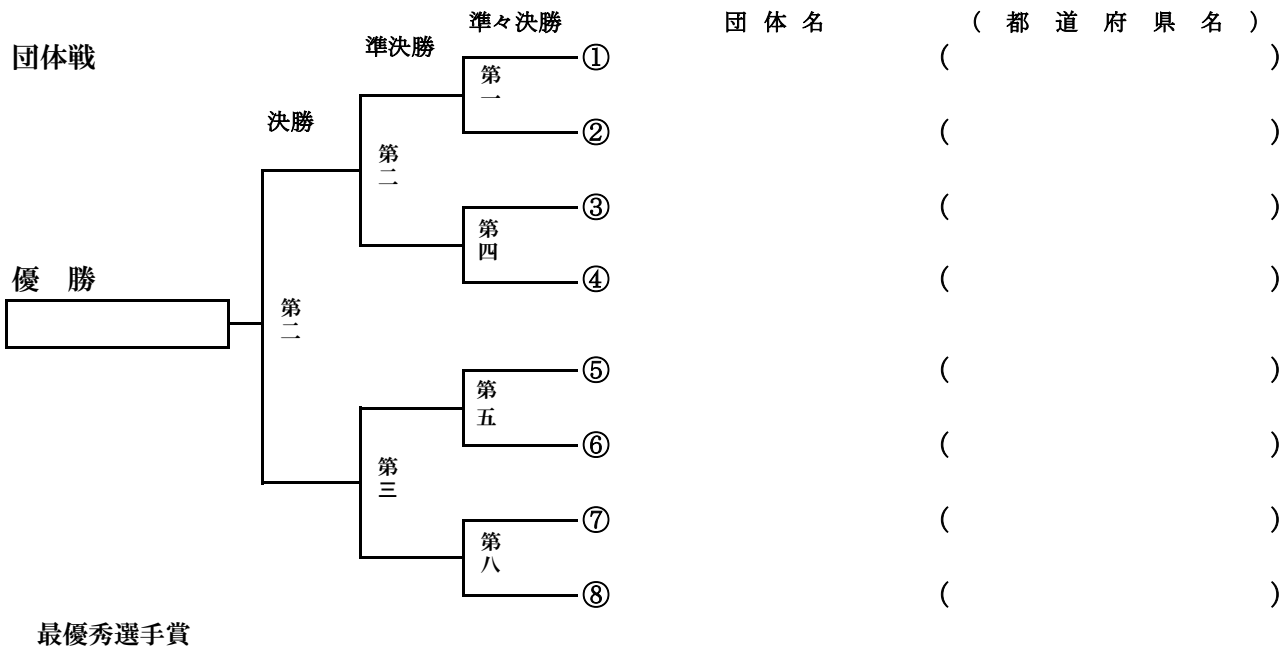 準々決勝 団体名 （都道府県名）
団体戦 準決勝
決勝
優　勝
① （ ）
第一
② （ ）
第二
③ （ ）
第四
④ （ ）
第二
⑤ （ ）
第五
⑥ （ ）
第三
⑦ （ ）
第八
⑧ （ ）
最優秀選手賞